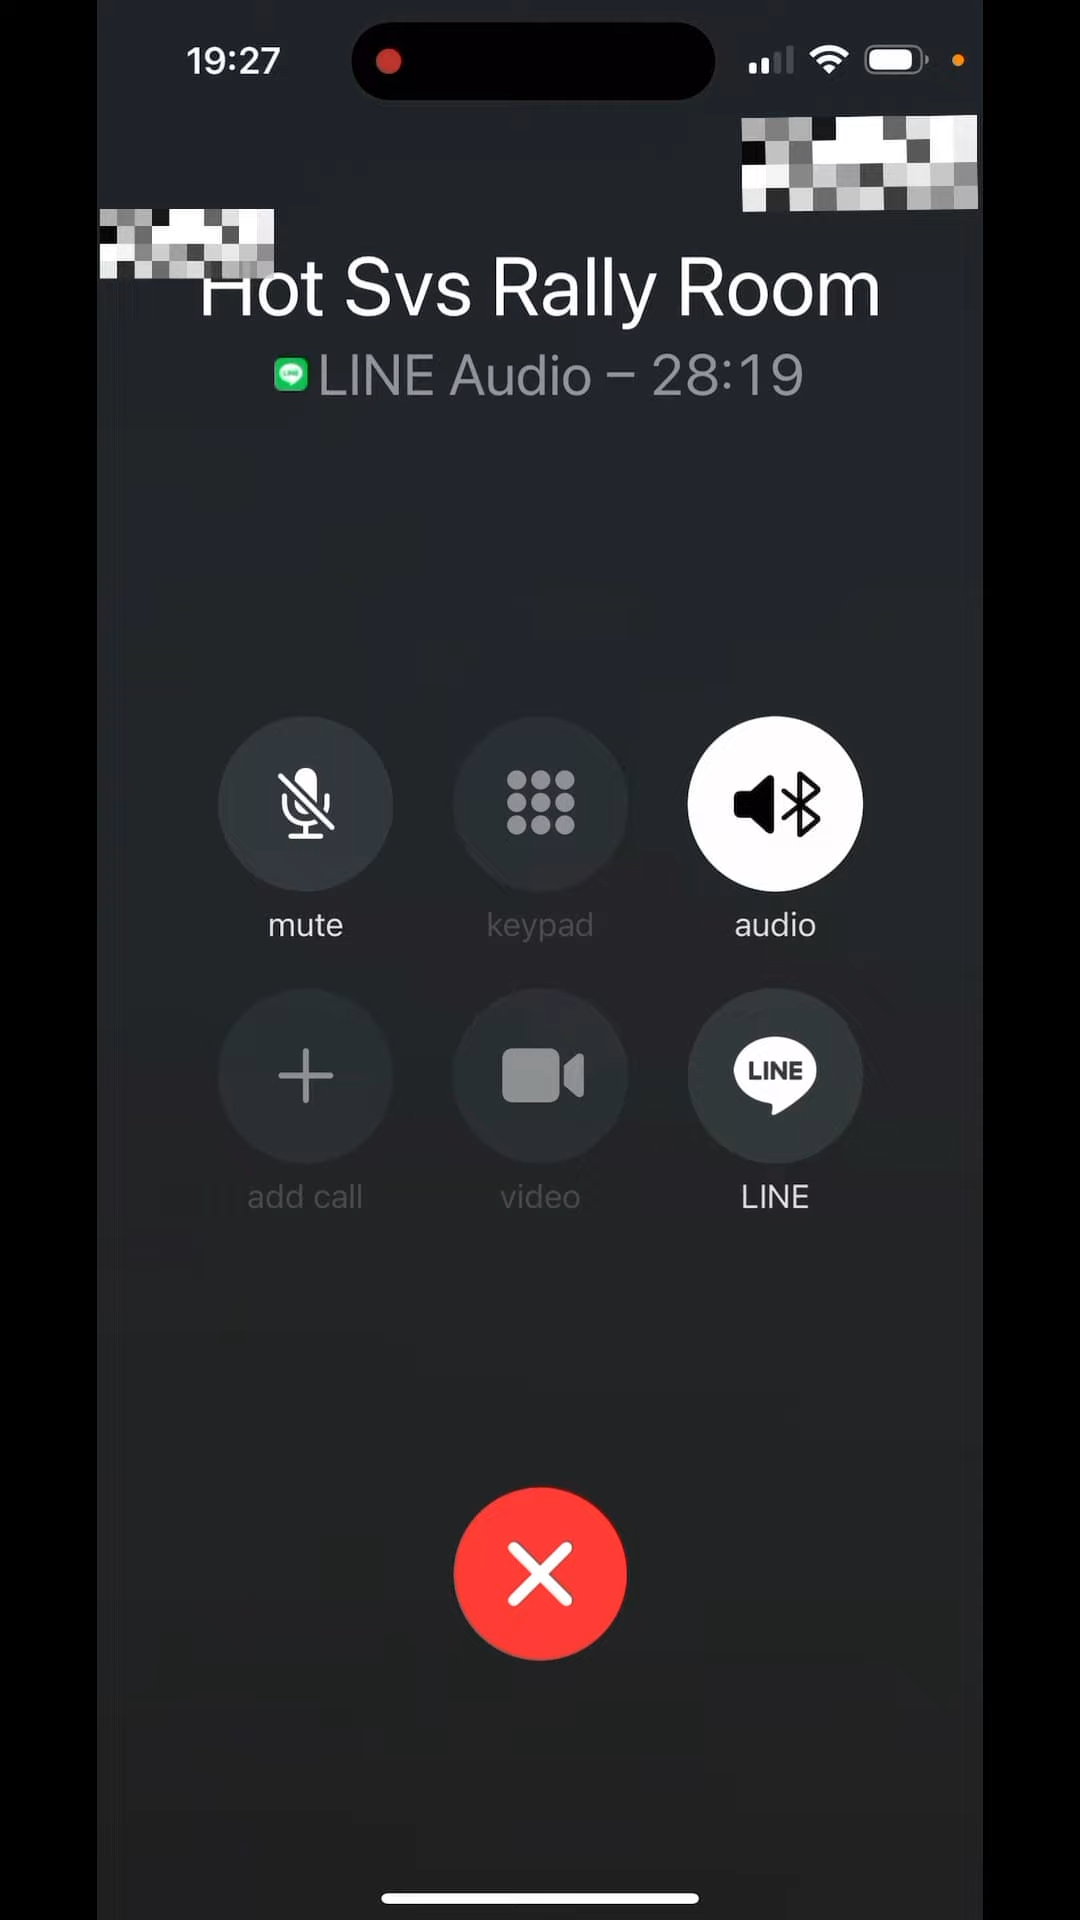 19:27
Hot Svs Rally Room
LINE Audio – 28:19
mute
keypad
audio
add call
video
LINE
LINE